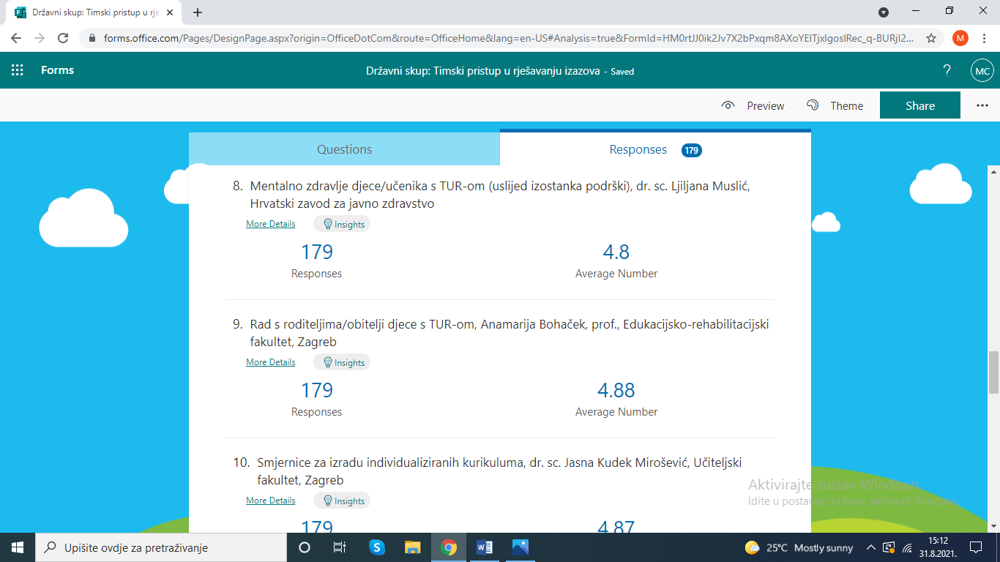 Državni skup: Timski pristup u rje
forms.office.com/Pages/DesignPage.aspx?origin=OfficeDotCom&route=OfficeHome&lang=en-US#Analysis=true&FormId=
M
Forms
Državni skup: Timski pristup u rješavanju izazova - Saved
?
MC
Preview
Theme
Share
Questions
Responses 179
8. Mentalno zdravlje djece/učenika s TUR-om (uslijed izostanka podrški), dr. sc. Ljiljana Muslić,
Hrvatski zavod za javno zdravstvo
More Details Insights
179 4.8
Responses Average Number
9. Rad s roditeljima/obitelji djece s TUR-om, Anamarija Bohaček, prof., Edukacijsko-rehabilitacijski
fakultet, Zagreb
More Details Insights
179 4.88
Responses Average Number
10. Smjernice za izradu individualiziranih kurikuluma, dr. sc. Jasna Kudek Mirošević, Učiteljski
fakultet, Zagreb
More Details Insights
179 4.87
Aktivirajte sustav Windows
Idite u postavke da biste aktivirali Windows.
Upišite ovdje za pretraživanje
25°C Mostly sunny
15:12
31.8.2021.